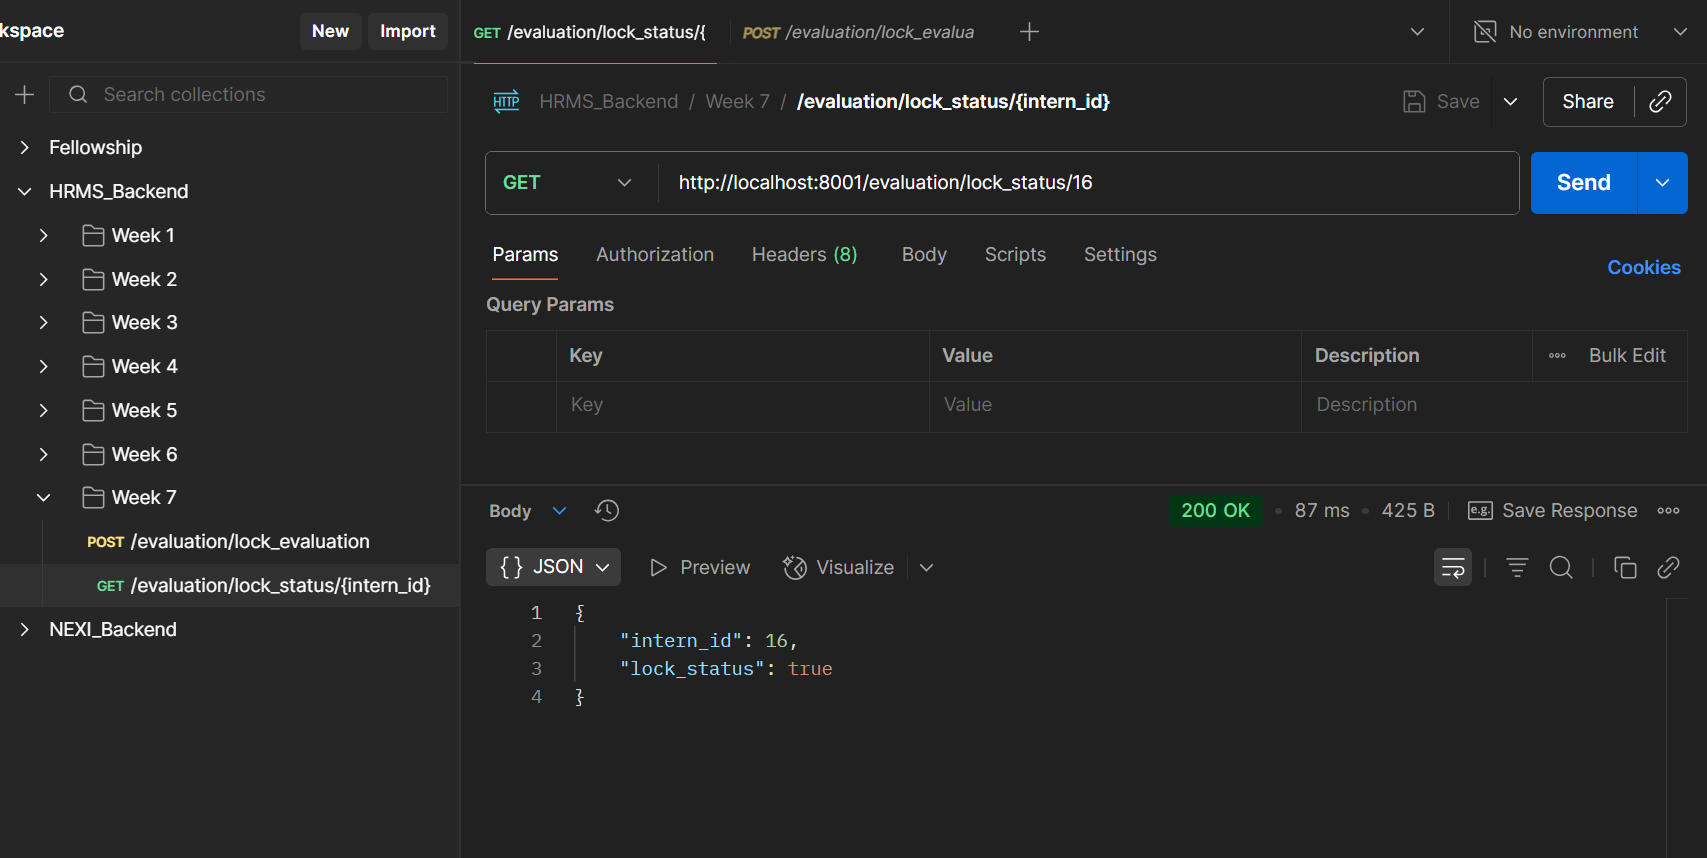 kspace
New
Import
Search collections
Fellowship
HRMS_Backend
Week 1
Week 2
Week 3
Week 4
Week 5
Week 6
Week 7
POST /evaluation/lock_evaluation
GET /evaluation/lock_status/{intern_id}
NEXI_Backend
GET /evaluation/lock_status/{
POST /evaluation/lock_evalua
No environment
HTTP HRMS_Backend / Week 7 / /evaluation/lock_status/{intern_id}
Save
Share
GET http://localhost:8001/evaluation/lock_status/16
Send
Params Authorization Headers (8) Body Scripts Settings
Cookies
Query Params
Key Value Description Bulk Edit
Key Value Description
Body
200 OK • 87 ms • 425 B
e.g. Save Response
{} JSON Preview Visualize
1 {
2 "intern_id": 16,
3 "lock_status": true
4 }